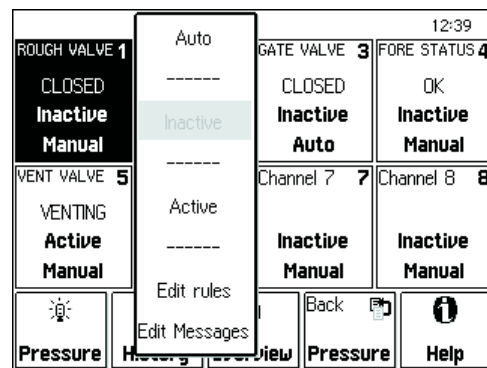 12:39
ROUGH VALVE 1
CLOSED
Inactive
Manual
Auto
------
Inactive
------
Active
------
Edit rules
Edit Messages
GATE VALVE 3
CLOSED
Inactive
Auto
FORE STATUS 4
OK
Inactive
Manual
VENT VALVE 5
VENTING
Active
Manual
Channel 7 7
Inactive
Manual
Channel 8 8
Inactive
Manual
Pressure
Back
Pressure
Help